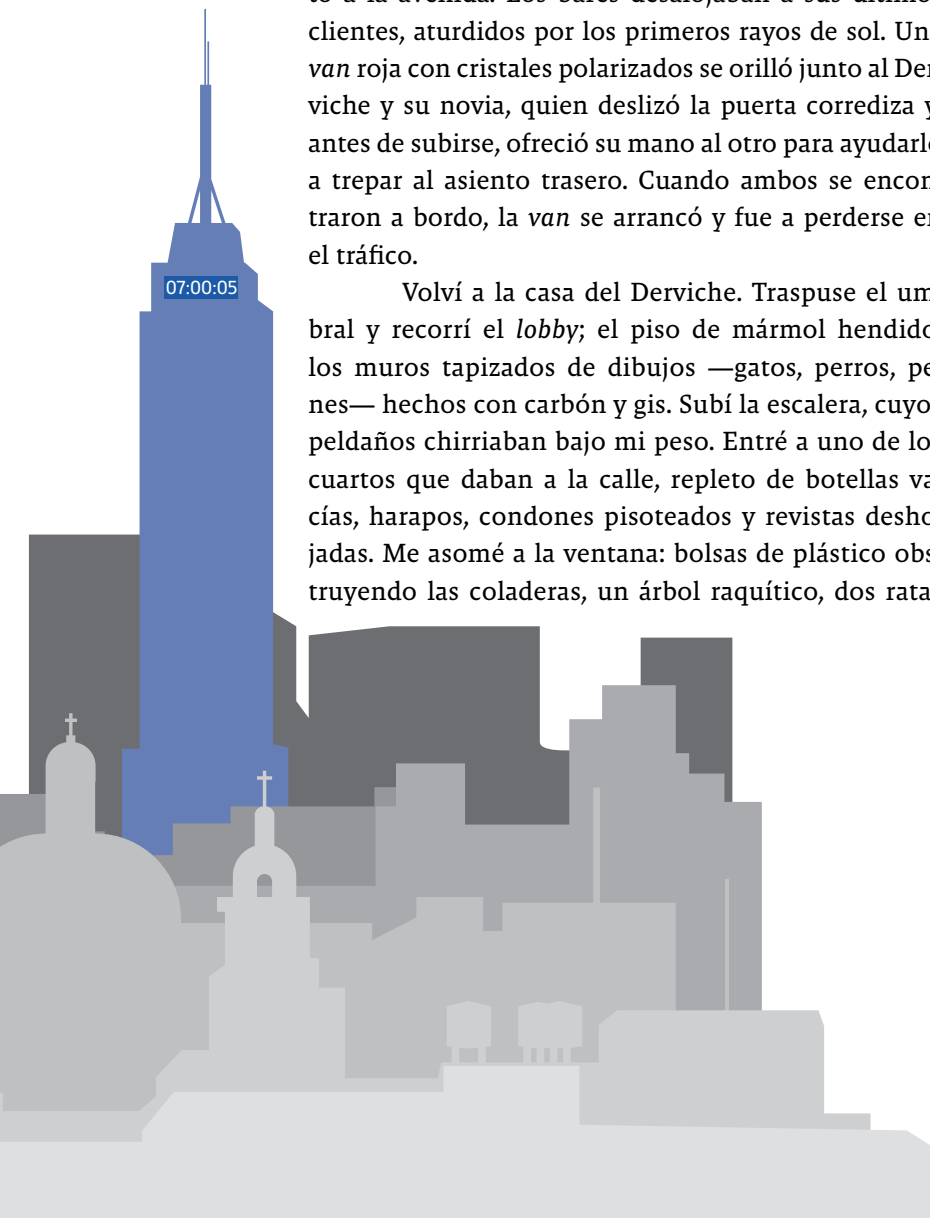 clientes, aturdidos por los primeros rayos de sol. Un
van roja con cristales polarizados se orilló junto al Der
viche y su novia, quien deslizó la puerta corrediza y
antes de subirse, ofreció su mano al otro para ayudarl
a trepar al asiento trasero. Cuando ambos se encon
traron a bordo, la van se arrancó y fue a perderse e
el tráfico.
07:00:05
Volví a la casa del Derviche. Traspuse el um
bral y recorrí el lobby; el piso de mármol hendido
los muros tapizados de dibujos —gatos, perros, pe
nes— hechos con carbón y gis. Subí la escalera, cuyo
peldaños chirriaban bajo mi peso. Entré a uno de lo
cuartos que daban a la calle, repleto de botellas va
cías, harapos, condones pisoteados y revistas desho
jadas. Me asomé a la ventana: bolsas de plástico obs
truyendo las coladeras, un árbol raquítico, dos rata